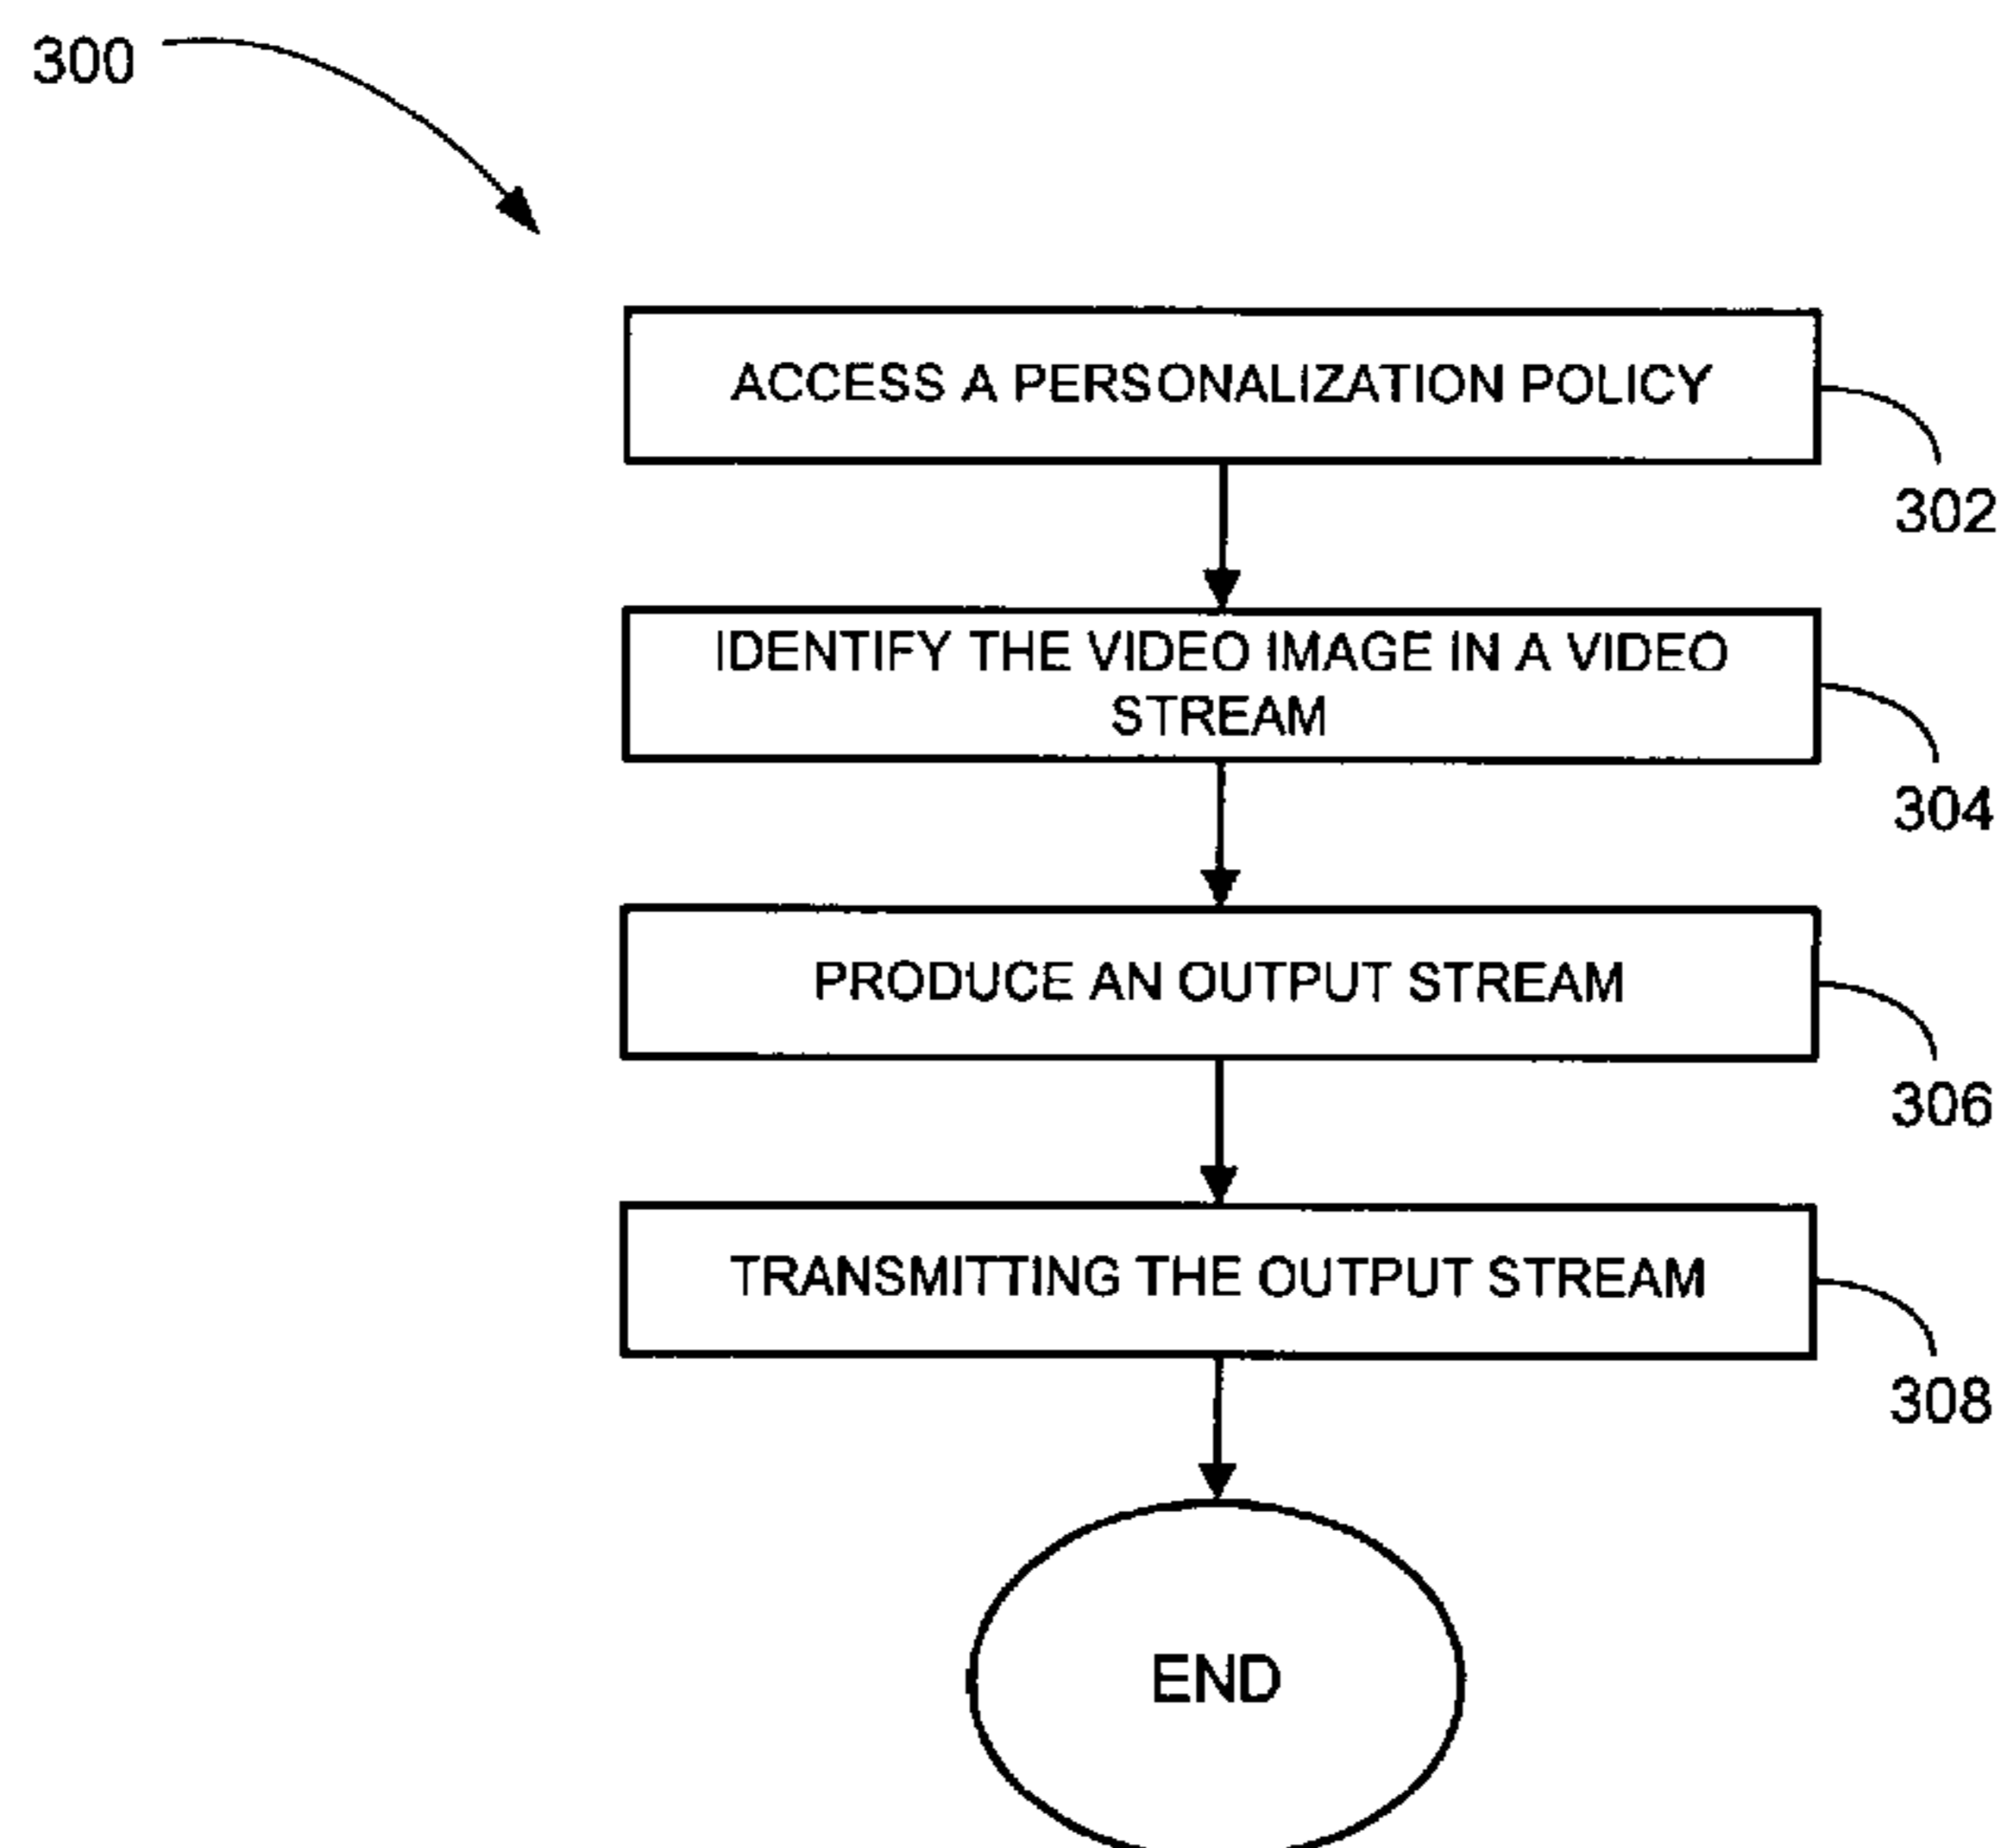 300
ACCESS A PERSONALIZATION POLICY
302
IDENTIFY THE VIDEO IMAGE IN A VIDEO
STREAM
304
PRODUCE AN OUTPUT STREAM
306
TRANSMITTING THE OUTPUT STREAM
308
END